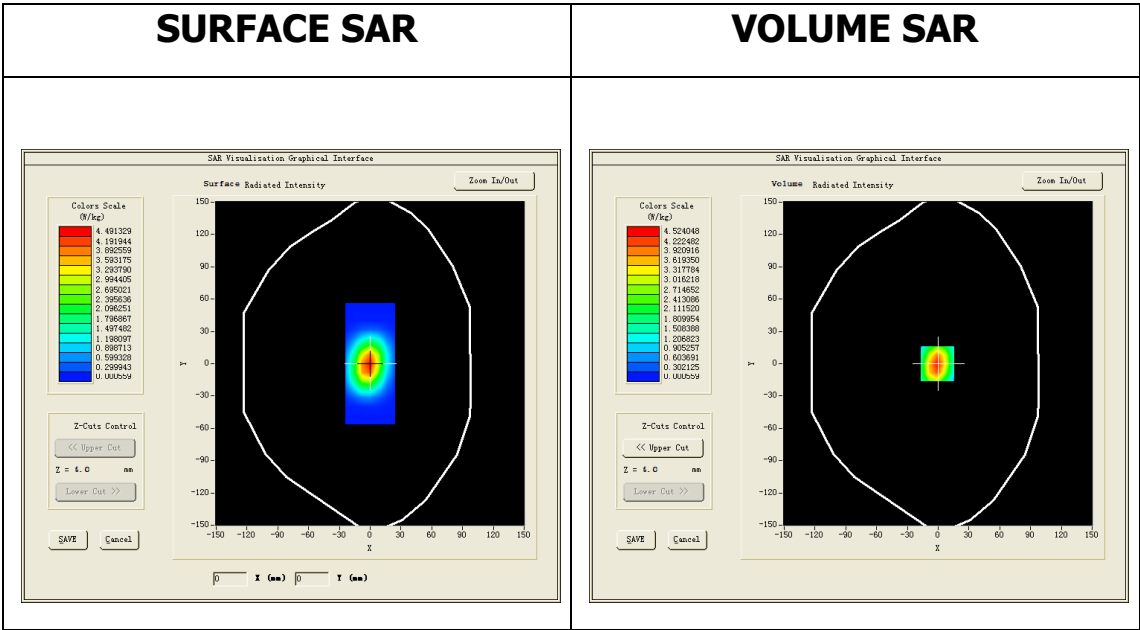 SURFACE SAR
VOLUME SAR
SAR Visualisation Graphical Interface
Surface Radiated Intensity
Zoom In/Out
Colors Scale
(W/kg)
4.491329
4.191944
3.892559
3.593175
3.293790
2.994405
2.695021
2.395636
2.096251
1.796867
1.497482
1.198097
0.898713
0.599328
0.299943
0.000559
Z-Cuts Control
<< Upper Cut
Z = 4.0 mm
Lower Cut >>
SAVE
Cancel
150
120
90
60
30
0
-30
-60
-90
-120
-150
Y
-150 -120 -90 -60 -30 0 30 60 90 120 150
X
0 X (mm) 0 Y (mm)
SAR Visualisation Graphical Interface
Volume Radiated Intensity
Zoom In/Out
Colors Scale
(W/kg)
4.524048
4.222482
3.920916
3.619350
3.317784
3.016218
2.714652
2.413086
2.111520
1.809954
1.508388
1.206823
0.905257
0.603691
0.302125
0.000559
Z-Cuts Control
<< Upper Cut
Z = 4.0 mm
Lower Cut >>
SAVE
Cancel
150
120
90
60
30
0
-30
-60
-90
-120
-150
Y
-150 -120 -90 -60 -30 0 30 60 90 120 150
X